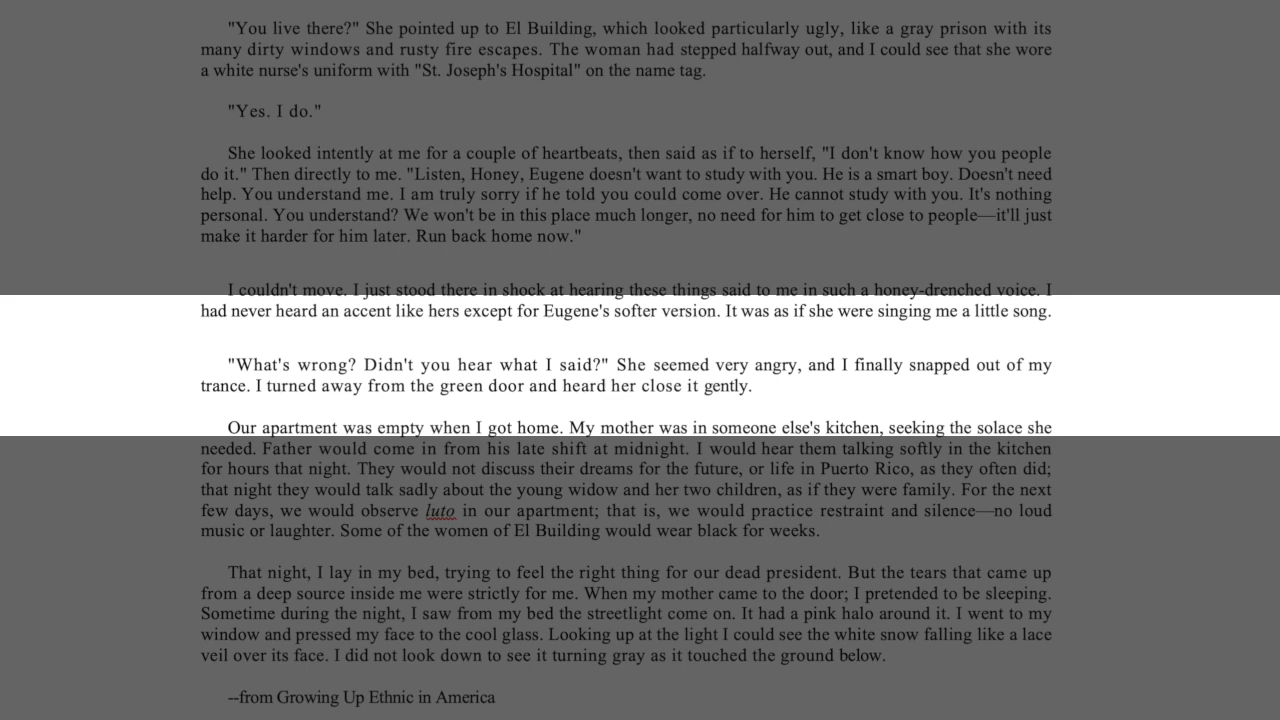 "You live there?" She pointed up to El Building, which looked particularly ugly, like a gray prison with its
many dirty windows and rusty fire escapes. The woman had stepped halfway out, and I could see that she wore
a white nurse's uniform with "St. Joseph's Hospital" on the name tag.
"Yes. I do."
She looked intently at me for a couple of heartbeats, then said as if to herself, "I don't know how you people
do it." Then directly to me. "Listen, Honey, Eugene doesn't want to study with you. He is a smart boy. Doesn't need
help. You understand me. I am truly sorry if he told you you could come over. He cannot study with you. It's nothing
personal. You understand? We won't be in this place much longer, no need for him to get close to people—it'll just
make it harder for him later. Run back home now."
I couldn't move. I just stood there in shock at hearing these things said to me in such a honey-drenched voice. I
had never heard an accent like hers except for Eugene's softer version. It was as if she were singing me a little song.
"What's wrong? Didn't you hear what I said?" She seemed very angry, and I finally snapped out of my
trance. I turned away from the green door and heard her close it gently.
Our apartment was empty when I got home. My mother was in someone else's kitchen, seeking the solace she
needed. Father would come in from his late shift at midnight. I would hear them talking softly in the kitchen
for hours that night. They would not discuss their dreams for the future, or life in Puerto Rico, as they often did;
that night they would talk sadly about the young widow and her two children, as if they were family. For the next
few days, we would observe luto in our apartment; that is, we would practice restraint and silence—no loud
music or laughter. Some of the women of El Building would wear black for weeks.
That night, I lay in my bed, trying to feel the right thing for our dead president. But the tears that came up
from a deep source inside me were strictly for me. When my mother came to the door; I pretended to be sleeping.
Sometime during the night, I saw from my bed the streetlight come on. It had a pink halo around it. I went to my
window and pressed my face to the cool glass. Looking up at the light I could see the white snow falling like a lace
veil over its face. I did not look down to see it turning gray as it touched the ground below.
--from Growing Up Ethnic in America